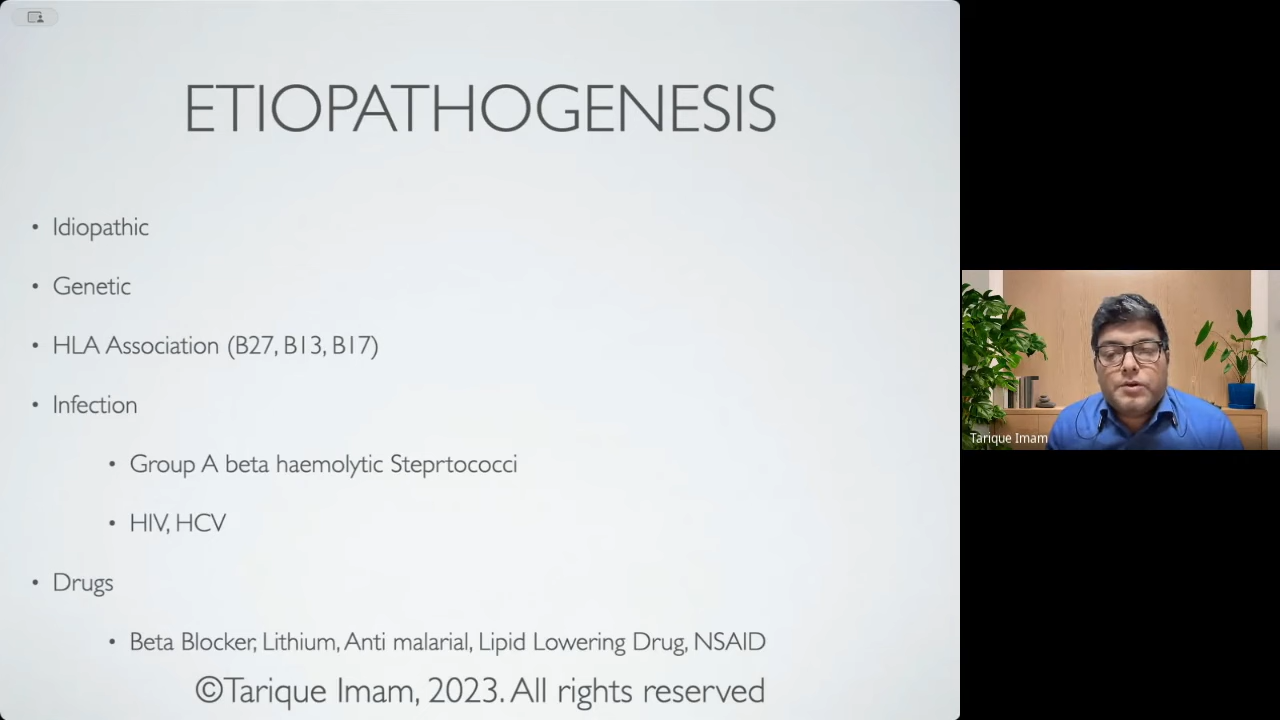 ETIOPATHOGENESIS
• Idiopathic
• Genetic
• HLA Association (B27, B13, B17)
• Infection
• Group A beta haemolytic Steprtococci
• HIV, HCV
• Drugs
• Beta Blocker, Lithium, Anti malarial, Lipid Lowering Drug, NSAID
©Tarique Imam, 2023. All rights reserved
Tarique Imam